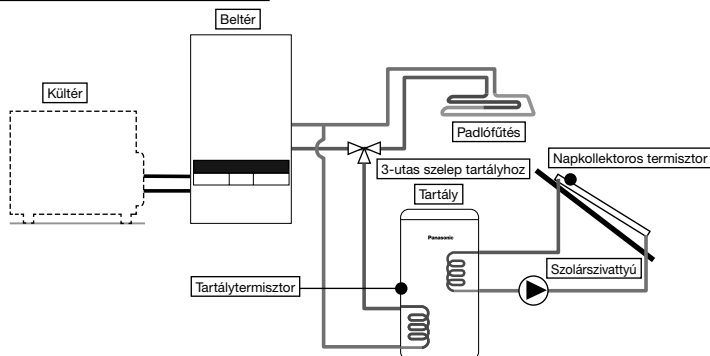 Beltér
Kültér
Padlófűtés
3-utas szelep tartályhoz
Napkollektoros termisztor
Tartály
Panasonic
Szolárszivattyú
Tartálytermisztor